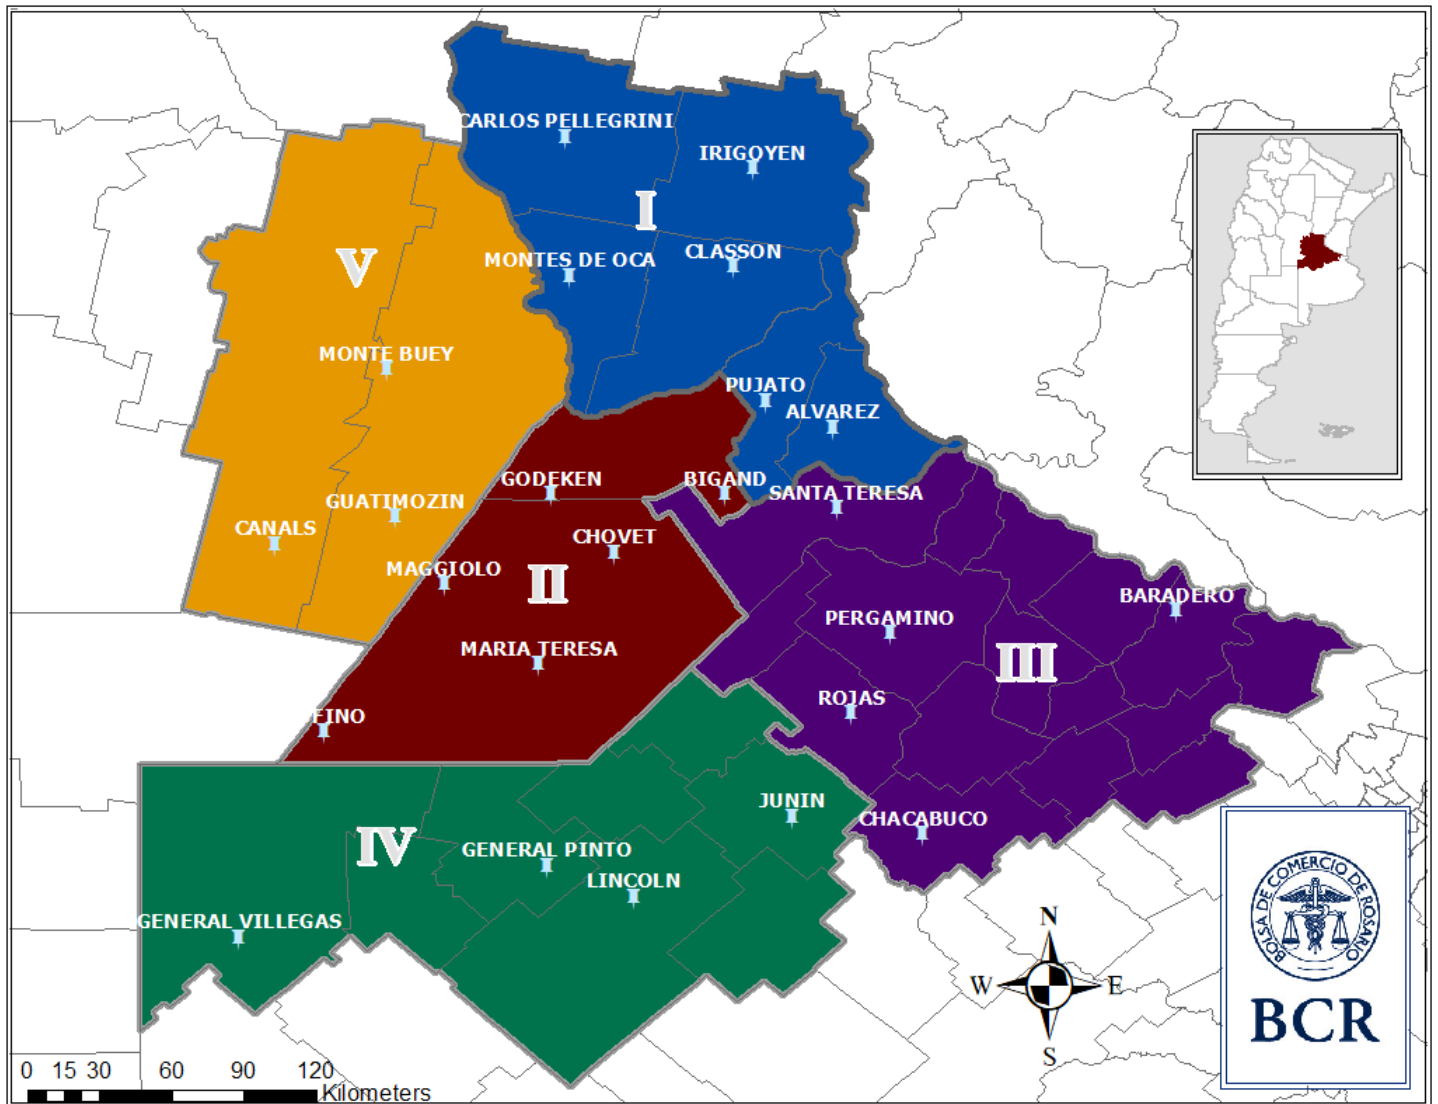 CARLOS PELLEGRINI
IRIGOYEN
I
MONTES DE OCA
CLASSON
V
MONTE BUEY
PUJATO
ALVAREZ
GODEKEN
BIGAND
SANTA TERESA
GUATIMOZIN
CANALS
CHOVET
MAGGIOLO
II
BARADERO
PERGAMINO
MARIA TERESA
III
ROJAS
FINO
JUNIN
CHACABUCO
IV
GENERAL PINTO
LINCOLN
GENERAL VILLEGAS
N
W
E
S
BOLSA DE COMERCIO DE ROSARIO
BCR
0 15 30 60 90 120
Kilometers